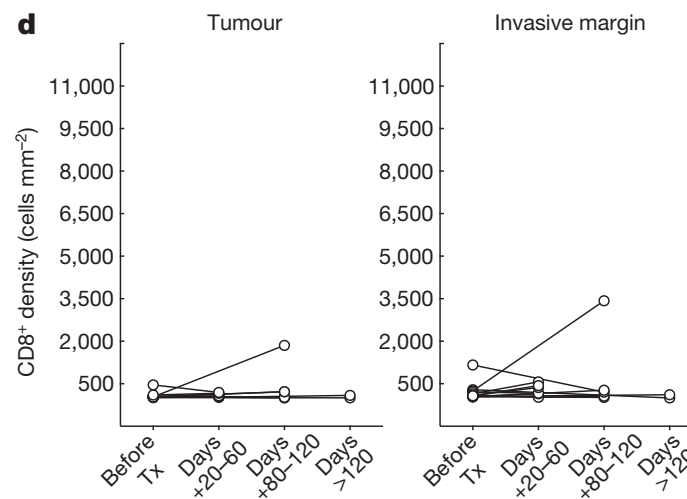 d
Tumour
Invasive margin
CD8⁺ density (cells mm⁻²)
11,000
9,500
8,000
6,500
5,000
3,500
2,000
500
Before
Tx
Days
+20–60
Days
+80–120
Days
>120
11,000
9,500
8,000
6,500
5,000
3,500
2,000
500
Before
Tx
Days
+20–60
Days
+80–120
Days
>120